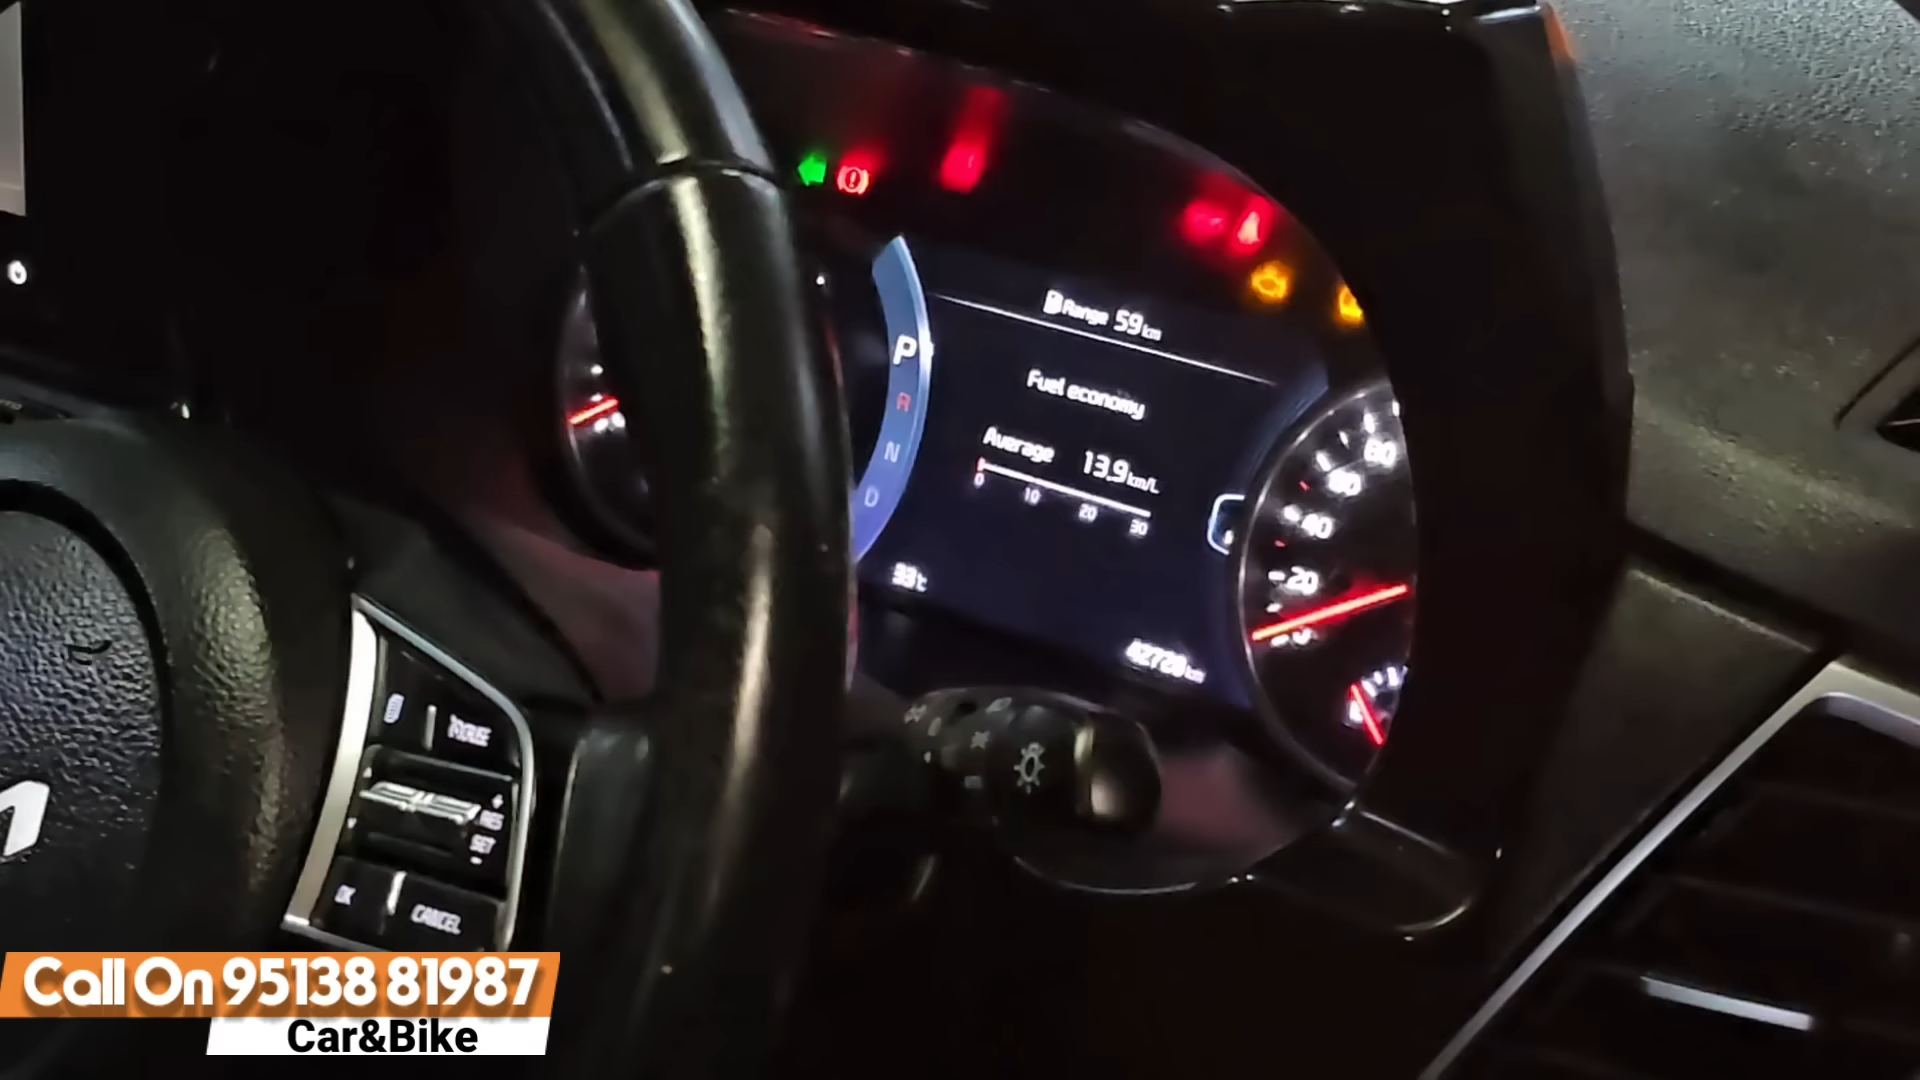 Range 59 km
P
R
N
D
Fuel economy
Average 13.9 km/L
0 10 20 30
80
60
40
20
0
42720 km
MODE
+
RES
SET
-
OK
CANCEL
Call On 95138 81987
Car&Bike